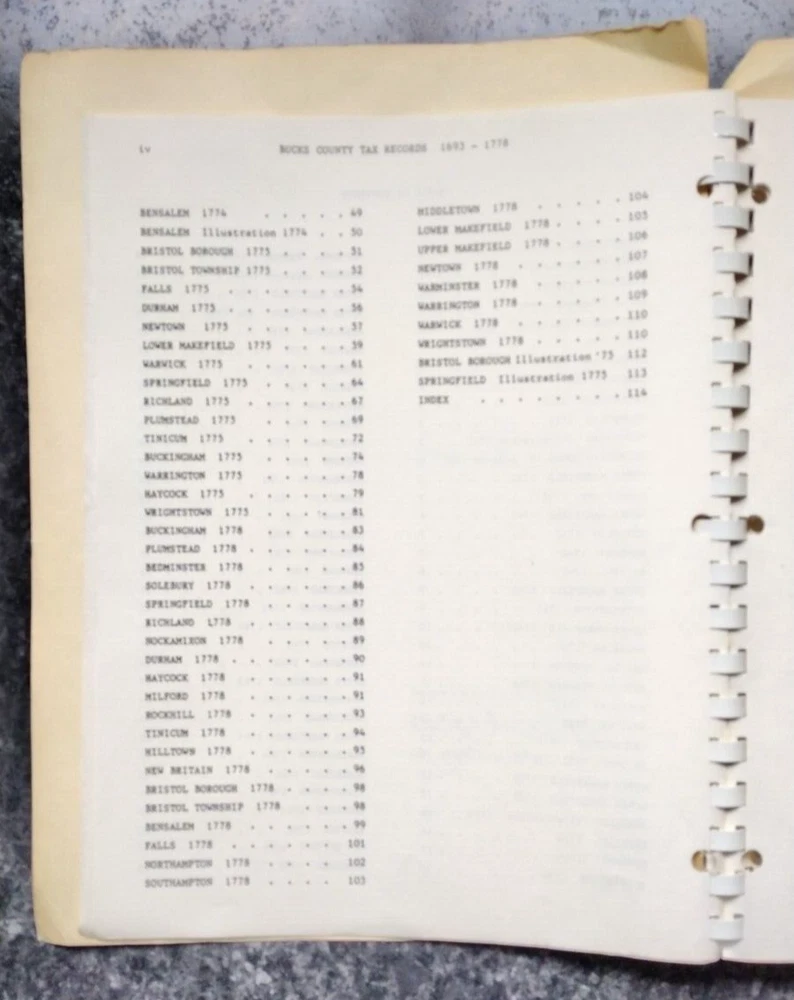 iv BUCKS COUNTY TAX RECORDS 1693 - 1778
BENSALEM 1774 . . . . . 49
BENSALEM Illustration 1774 . . 50
BRISTOL BOROUGH 1775 . . . . 51
BRISTOL TOWNSHIP 1775 . . . . 52
FALLS 1775 . . . . . . . 54
DURHAM 1775 . . . . . . . 56
NEWTOWN 1775 . . . . . . 57
LOWER MAKEFIELD 1775 . . . . 59
WARWICK 1775 . . . . . . 61
SPRINGFIELD 1775 . . . . . 64
RICHLAND 1775 . . . . . . 67
PLUMSTEAD 1775 . . . . . 69
TINICUM 1775 . . . . . . 72
BUCKINGHAM 1775 . . . . . 74
WARRINGTON 1775 . . . . . 78
HAYCOCK 1775 . . . . . . 79
WRIGHTSTOWN 1775 . . . . . 81
BUCKINGHAM 1778 . . . . . 83
PLUMSTEAD 1778 . . . . . . 84
BEDMINSTER 1778 . . . . . 85
SOLEBURY 1778 . . . . . . 86
SPRINGFIELD 1778 . . . . . 87
RICHLAND 1778 . . . . . . 88
NOCKAMIXON 1778 . . . . . 89
DURHAM 1778 . . . . . . . 90
HAYCOCK 1778 . . . . . . 91
MILFORD 1778 . . . . . . 91
ROCKHILL 1778 . . . . . . 93
TINICUM 1778 . . . . . . 94
HILLTOWN 1778 . . . . . . 95
NEW BRITAIN 1778 . . . . . 96
BRISTOL BOROUGH 1778 . . . . 98
BRISTOL TOWNSHIP 1778 . . . 98
BENSALEM 1778 . . . . . . 99
FALLS 1778 . . . . . . 101
NORTHAMPTON 1778 . . . . 102
SOUTHAMPTON 1778 . . . . 103
MIDDLETOWN 1778 . . . . . 104
LOWER MAKEFIELD 1778 . . . . 105
UPPER MAKEFIELD 1778 . . . . 106
NEWTOWN 1778 . . . . . . 107
WARMINSTER 1778 . . . . . 108
WARRINGTON 1778 . . . . . 109
WARWICK 1778 . . . . . . 110
WRIGHTSTOWN 1778 . . . . . 110
BRISTOL BOROUGH Illustration '75 112
SPRINGFIELD Illustration 1775 113
INDEX . . . . . . . . 114